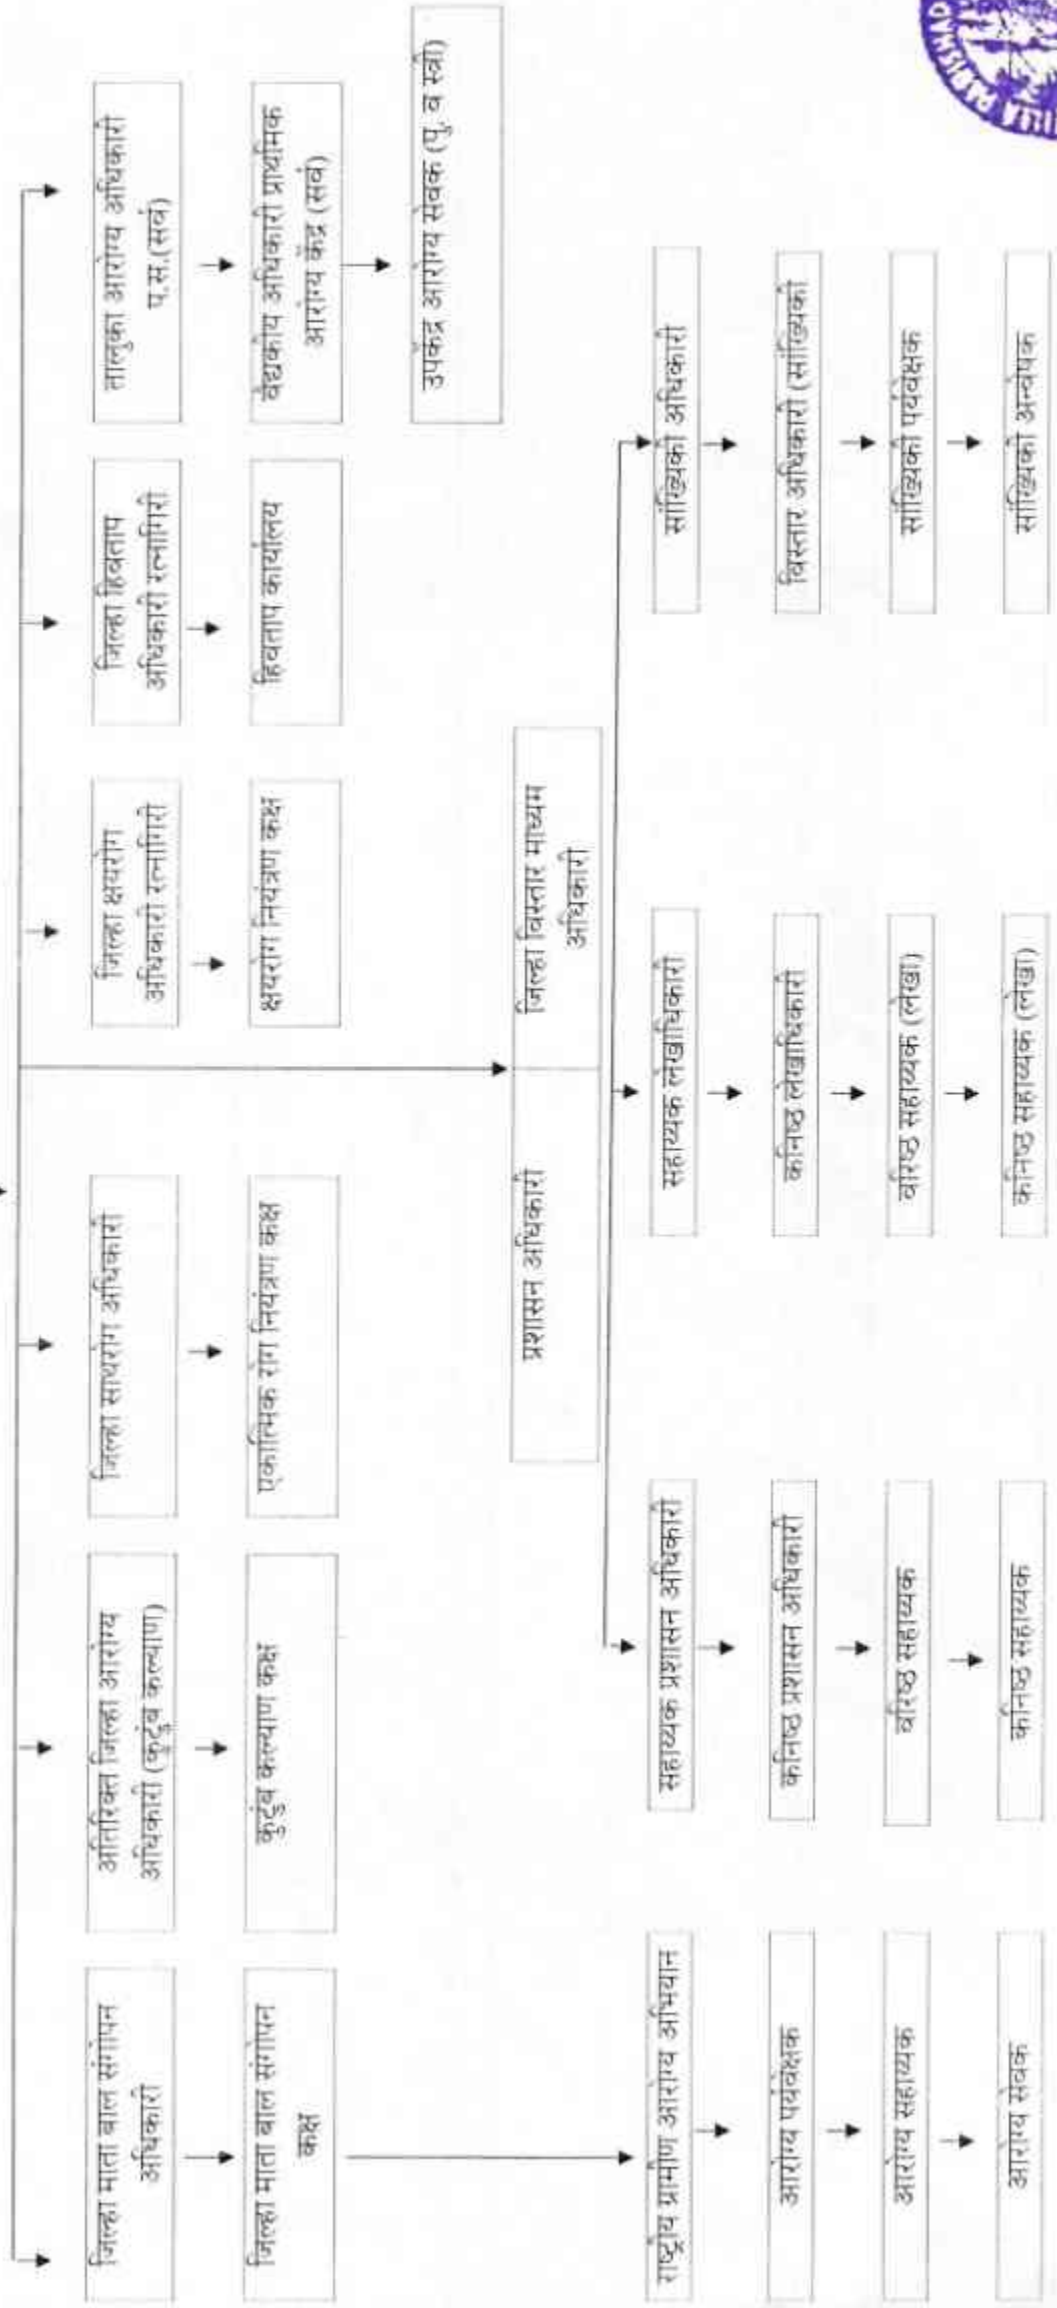 जिल्हा माता बाल संगोपन
अधिकारी
अतिरिक्त जिल्हा आरोग्य
अधिकारी (कुटुंब कल्याण)
जिल्हा साथरोग अधिकारी
जिल्हा क्षयरोग
अधिकारी रत्नागिरी
जिल्हा हिवताप
अधिकारी रत्नागिरी
तालुका आरोग्य अधिकारी
प.स.(सर्व)
जिल्हा माता बाल संगोपन
कक्ष
कुटुंब कल्याण कक्ष
एकात्मिक रोग नियंत्रण कक्ष
क्षयरोग नियंत्रण कक्ष
हिवताप कार्यालय
वैद्यकीय अधिकारी प्राथमिक
आरोग्य केंद्र (सर्व)
उपकेंद्र आरोग्य सेवक (पु. व स्त्री)
प्रशासन अधिकारी
जिल्हा विस्तार माध्यम
अधिकारी
राष्ट्रीय ग्रामीण आरोग्य अभियान
सहाय्यक प्रशासन अधिकारी
सहाय्यक लेखाधिकारी
सांख्यिकी अधिकारी
आरोग्य पर्यवेक्षक
कनिष्ठ प्रशासन अधिकारी
कनिष्ठ लेखाधिकारी
विस्तार अधिकारी (सांख्यिकी)
आरोग्य सहाय्यक
वरिष्ठ सहाय्यक
वरिष्ठ सहाय्यक (लेखा)
सांख्यिकी पर्यवेक्षक
आरोग्य सेवक
कनिष्ठ सहाय्यक
कनिष्ठ सहाय्यक (लेखा)
सांख्यिकी अन्वेषक